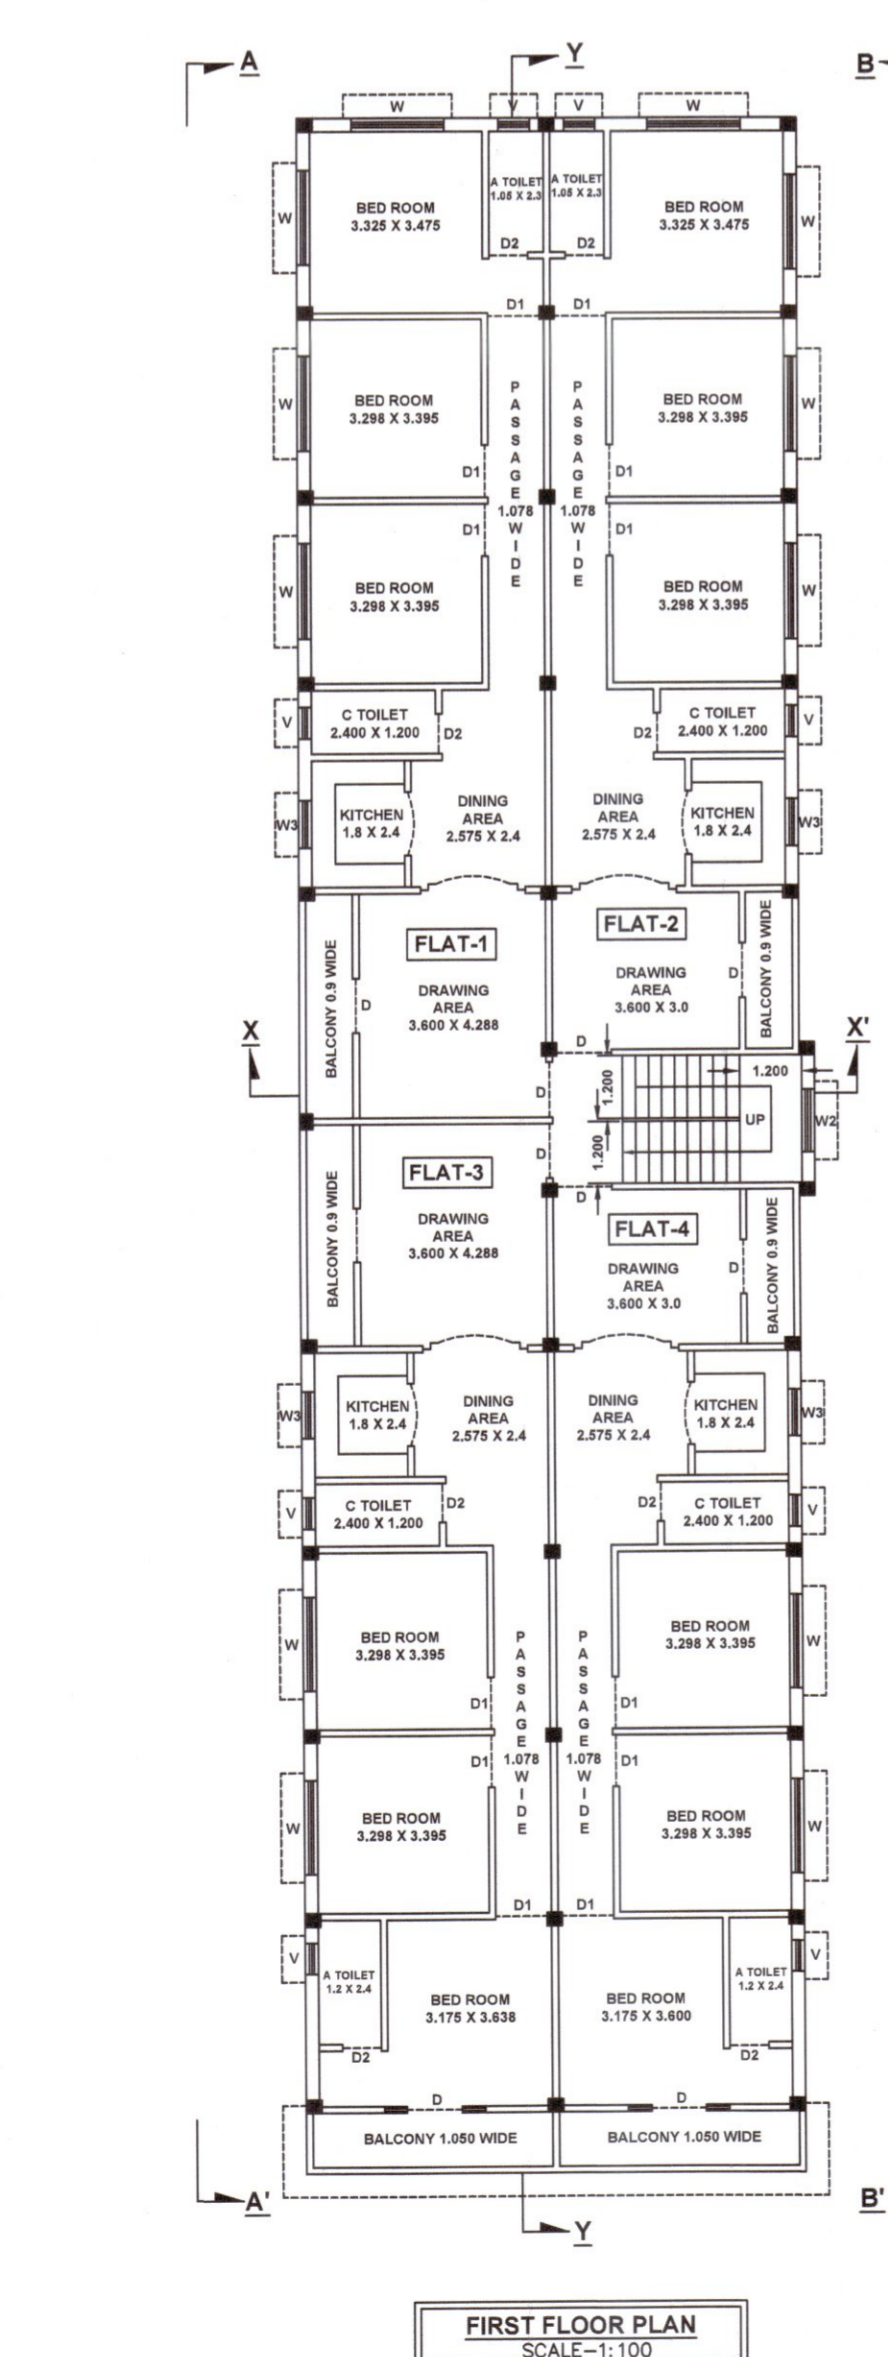 A Y B
W V V W
A TOILET A TOILET
1.05 X 2.3 1.05 X 2.3
BED ROOM BED ROOM
3.325 X 3.475 3.325 X 3.475
W W
D2 D2
D1 D1
PASSAGE 1.078 WIDE PASSAGE 1.078 WIDE
BED ROOM BED ROOM
3.298 X 3.395 3.298 X 3.395
W W
D1 D1
D1 D1
BED ROOM BED ROOM
3.298 X 3.395 3.298 X 3.395
W W
C TOILET C TOILET
2.400 X 1.200 2.400 X 1.200
V D2 D2 V
KITCHEN DINING DINING KITCHEN
1.8 X 2.4 AREA AREA 1.8 X 2.4
2.575 X 2.4 2.575 X 2.4
W3 W3
FLAT-1 FLAT-2
BALCONY 0.9 WIDE BALCONY 0.9 WIDE
DRAWING DRAWING
AREA AREA
3.600 X 4.288 3.600 X 3.0
D D
X D X'
1.200 1.200
D UP W2
D 1.200
FLAT-3 D
FLAT-4
BALCONY 0.9 WIDE BALCONY 0.9 WIDE
DRAWING DRAWING
AREA AREA
3.600 X 4.288 3.600 X 3.0
D
KITCHEN DINING DINING KITCHEN
1.8 X 2.4 AREA AREA 1.8 X 2.4
2.575 X 2.4 2.575 X 2.4
W3 W3
C TOILET C TOILET
2.400 X 1.200 2.400 X 1.200
V D2 D2 V
BED ROOM BED ROOM
3.298 X 3.395 3.298 X 3.395
W W
PASSAGE 1.078 WIDE PASSAGE 1.078 WIDE
D1 D1
D1 D1
BED ROOM BED ROOM
3.298 X 3.395 3.298 X 3.395
W W
D1 D1
V V
A TOILET A TOILET
1.2 X 2.4 1.2 X 2.4
BED ROOM BED ROOM
3.175 X 3.638 3.175 X 3.600
D2 D2
D D
BALCONY 1.050 WIDE BALCONY 1.050 WIDE
A' B'
Y
FIRST FLOOR PLAN
SCALE-1:100